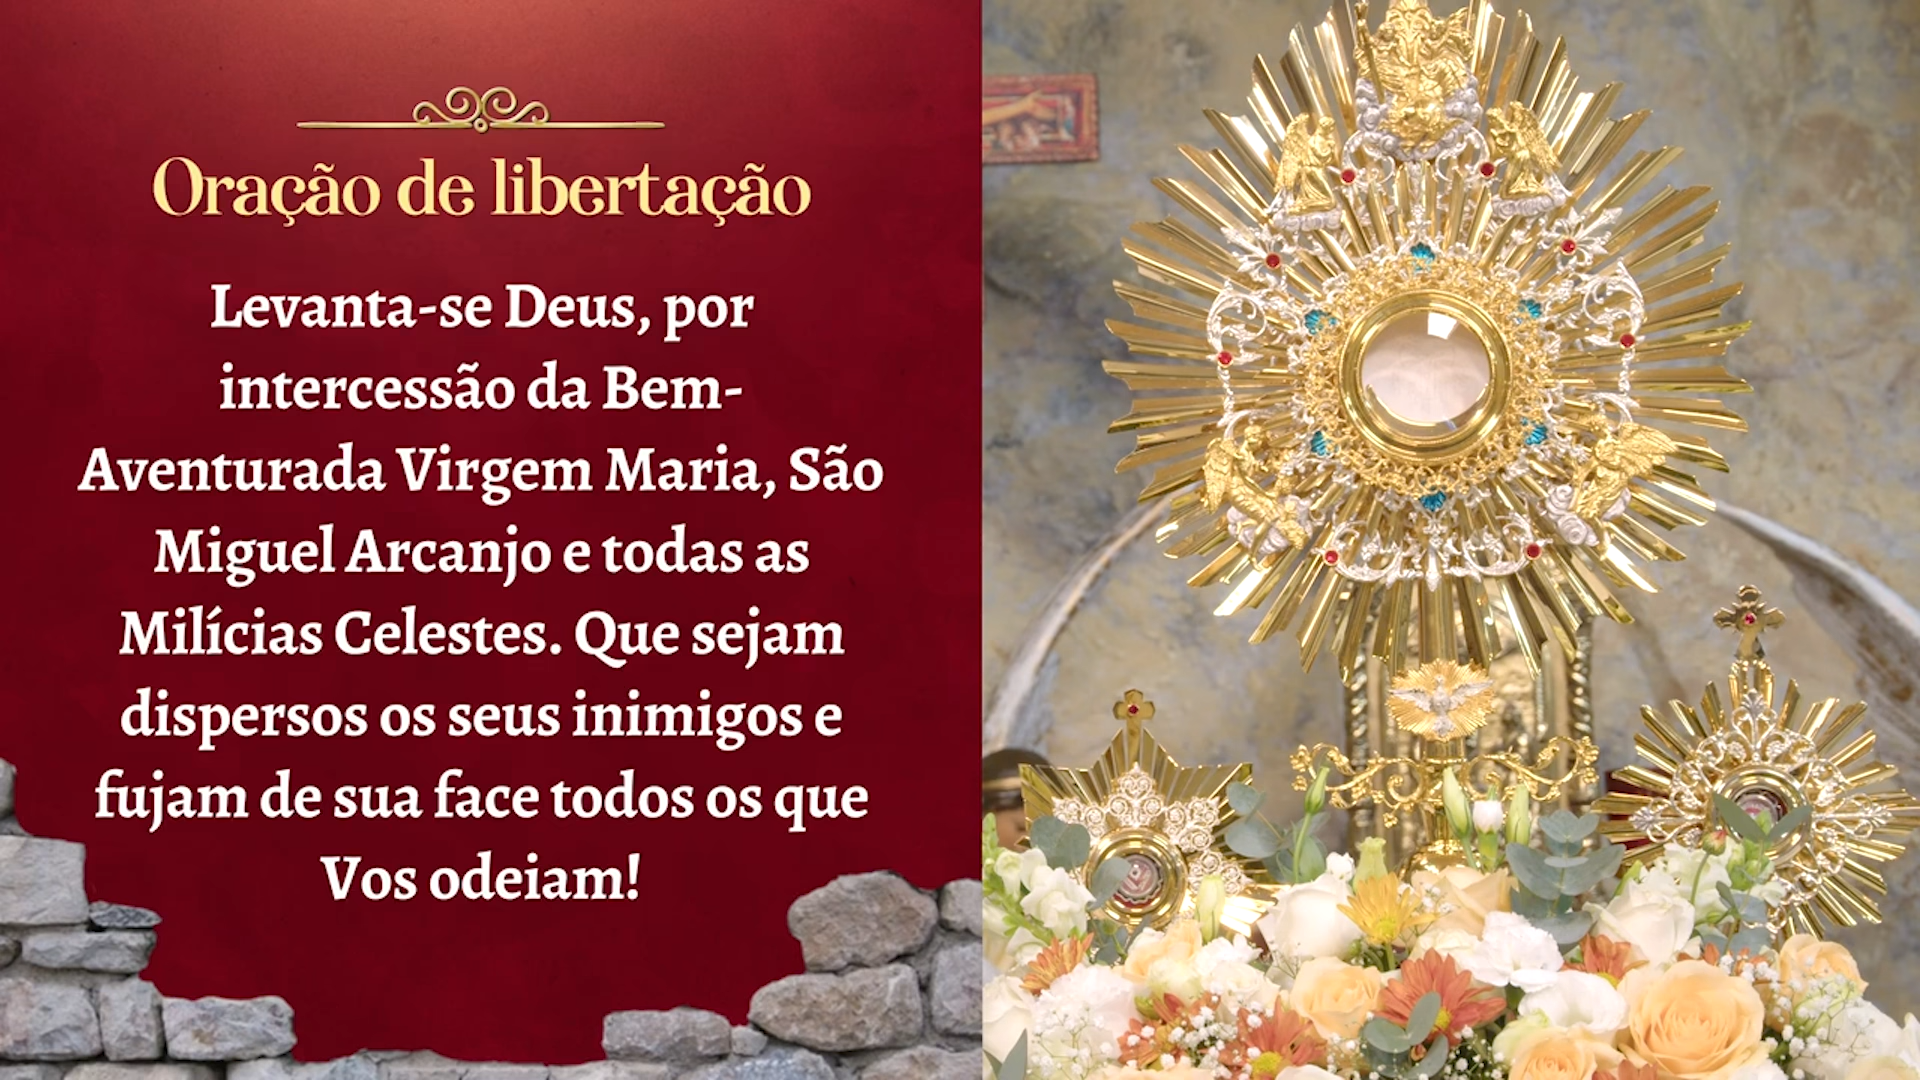 Oração de libertação
Levanta-se Deus, por
intercessão da Bem-
Aventurada Virgem Maria, São
Miguel Arcanjo e todas as
Milícias Celestes. Que sejam
dispersos os seus inimigos e
fujam de sua face todos os que
Vos odeiam!